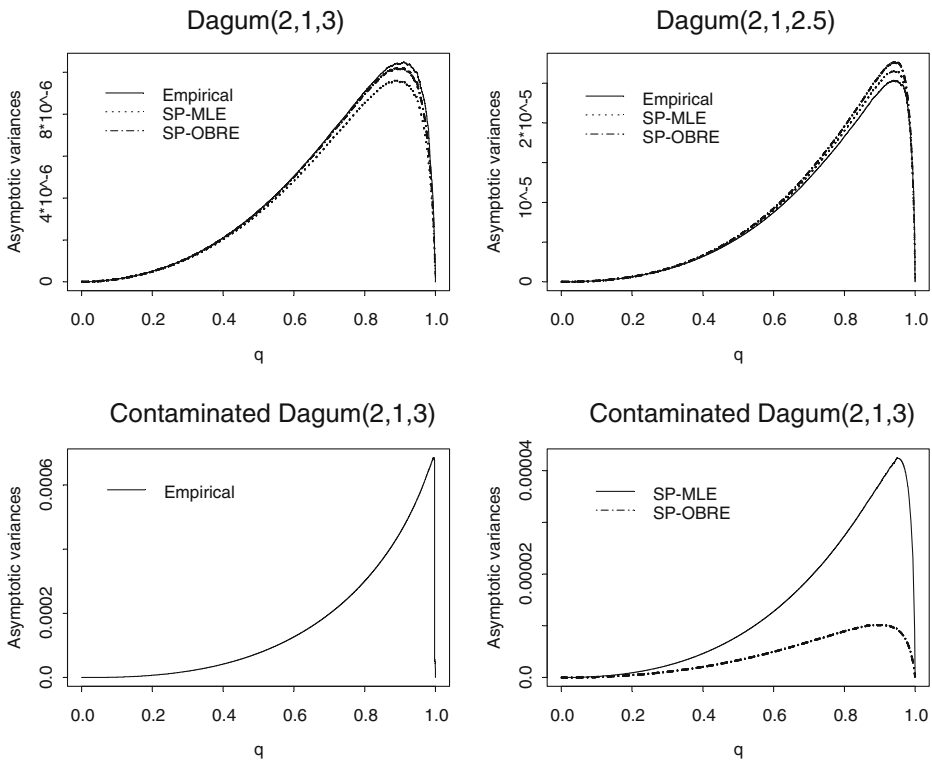 Dagum(2,1,3)
Asymptotic variances
8*10^-6
4*10^-6
0
Empirical
SP-MLE
SP-OBRE
0.0 0.2 0.4 0.6 0.8 1.0
q
Dagum(2,1,2.5)
Asymptotic variances
2*10^-5
10^-5
0
Empirical
SP-MLE
SP-OBRE
0.0 0.2 0.4 0.6 0.8 1.0
q
Contaminated Dagum(2,1,3)
Asymptotic variances
0.0006
0.0002
0.0
Empirical
0.0 0.2 0.4 0.6 0.8 1.0
q
Contaminated Dagum(2,1,3)
Asymptotic variances
0.00004
0.00002
0.0
SP-MLE
SP-OBRE
0.0 0.2 0.4 0.6 0.8 1.0
q